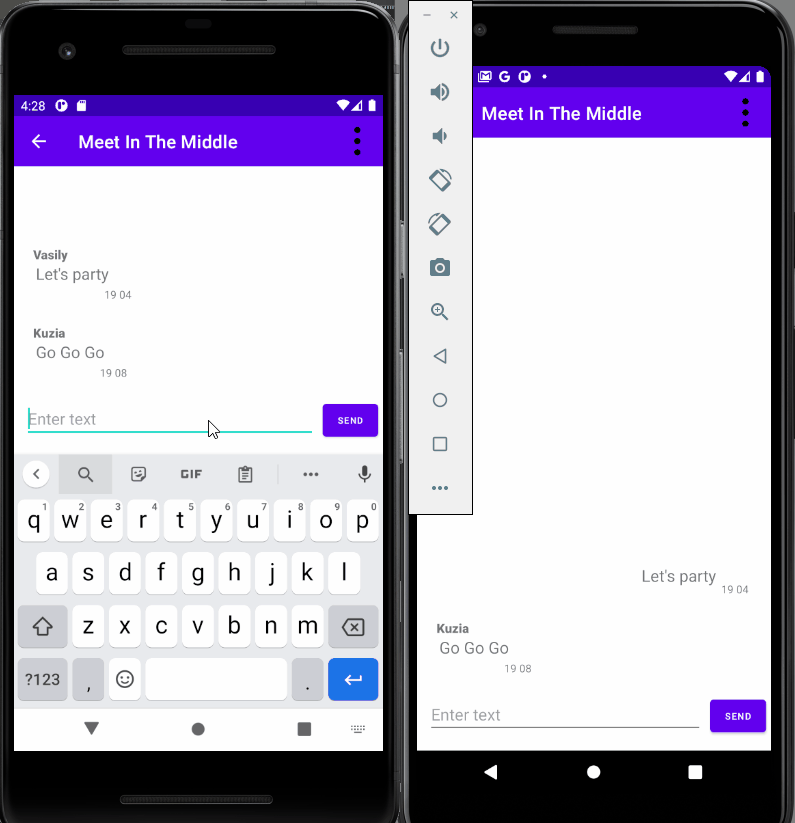 4:28
Meet In The Middle
Vasily
Let's party
19 04
Kuzia
Go Go Go
19 08
Enter text
SEND
GIF
q1 w2 e3 r4 t5 y6 u7 i8 o9 p0
a s d f g h j k l
z x c v b n m
?123 , .
G
Meet In The Middle
Let's party
19 04
Kuzia
Go Go Go
19 08
Enter text
SEND